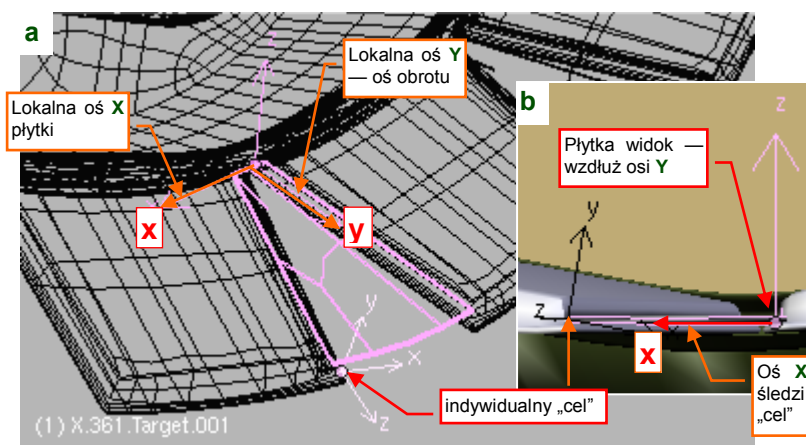 a
z
Lokalna oś Y
— oś obrotu
Lokalna oś X
płytki
x
y
y
x
z
indywidualny „cel”
(1) X.361.Target.001
b
z
Płytka widok —
wzdłuż osi Y
y
z
x
Oś X
śledzi
„cel”